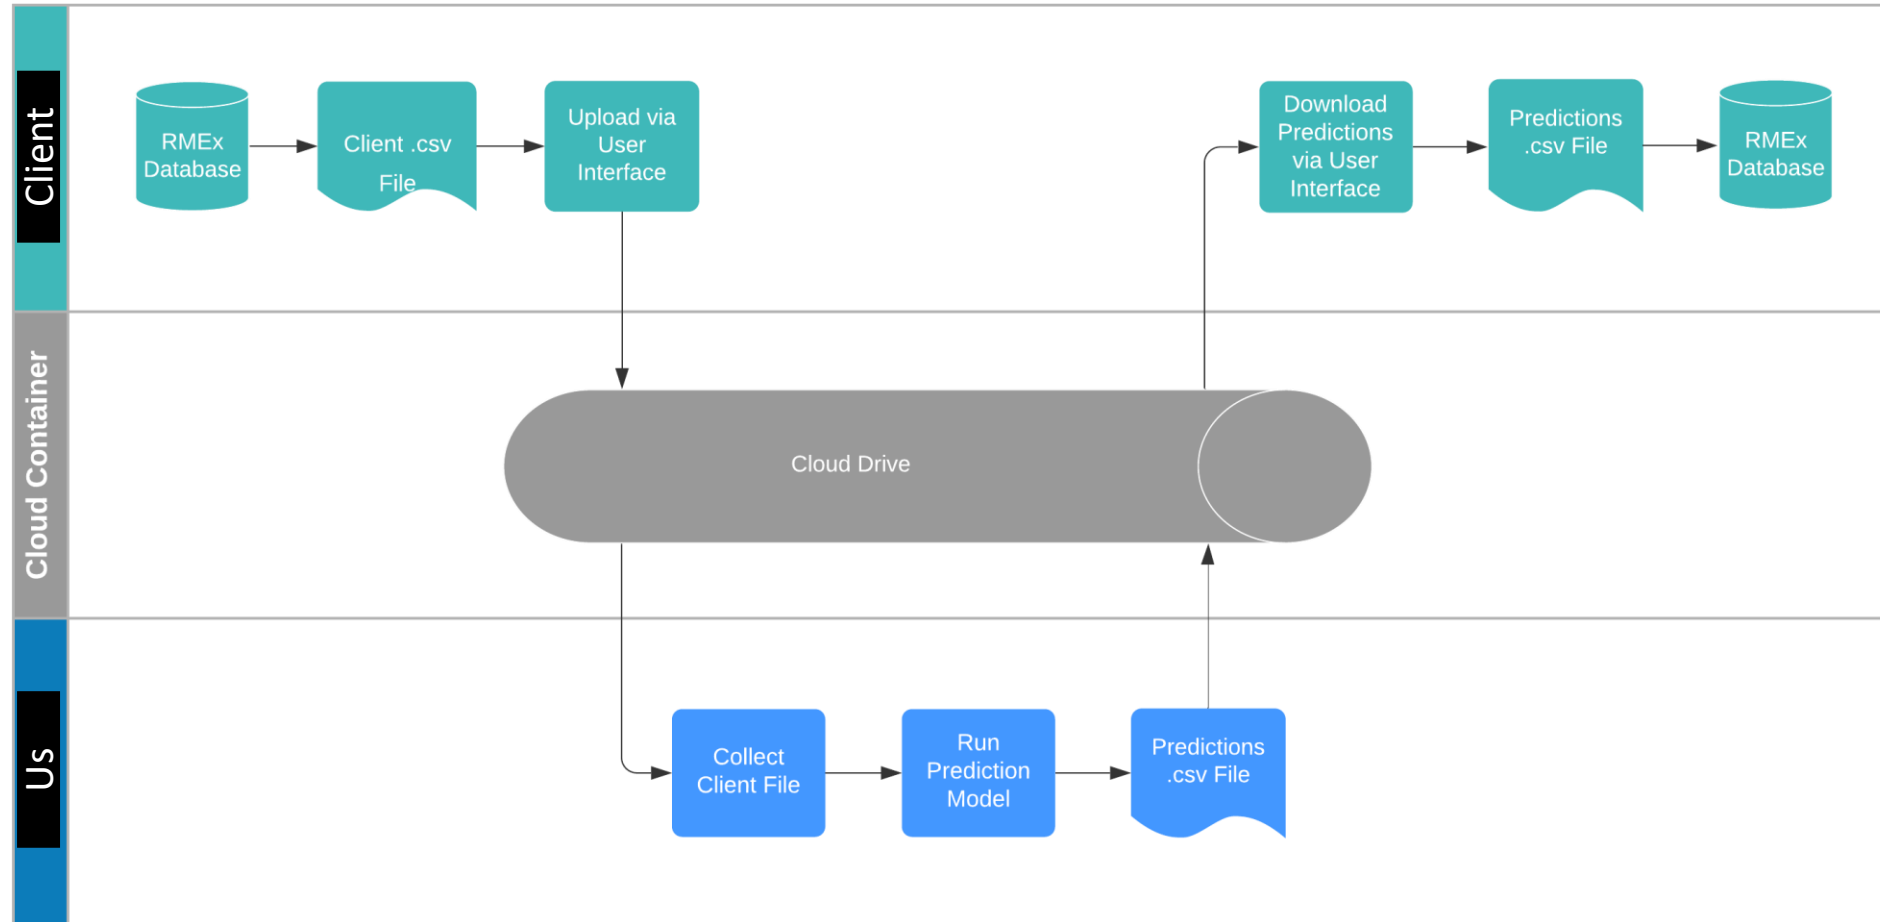 Client
RMEx
Database
Client .csv
File
Upload via
User
Interface
Download
Predictions
via User
Interface
Predictions
.csv File
RMEx
Database
Cloud Container
Cloud Drive
Us
Collect
Client File
Run
Prediction
Model
Predictions
.csv File